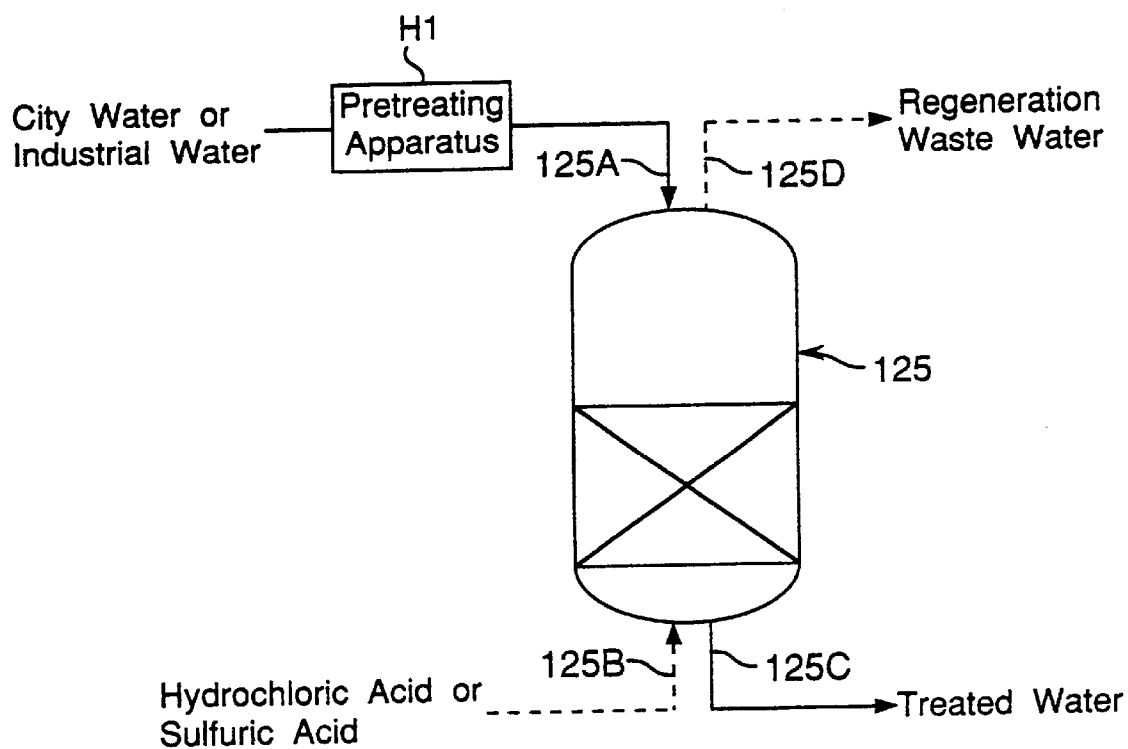 H1
City Water or
Industrial Water
Pretreating
Apparatus
Regeneration
Waste Water
125A
125D
125
125B
125C
Hydrochloric Acid or
Sulfuric Acid
Treated Water